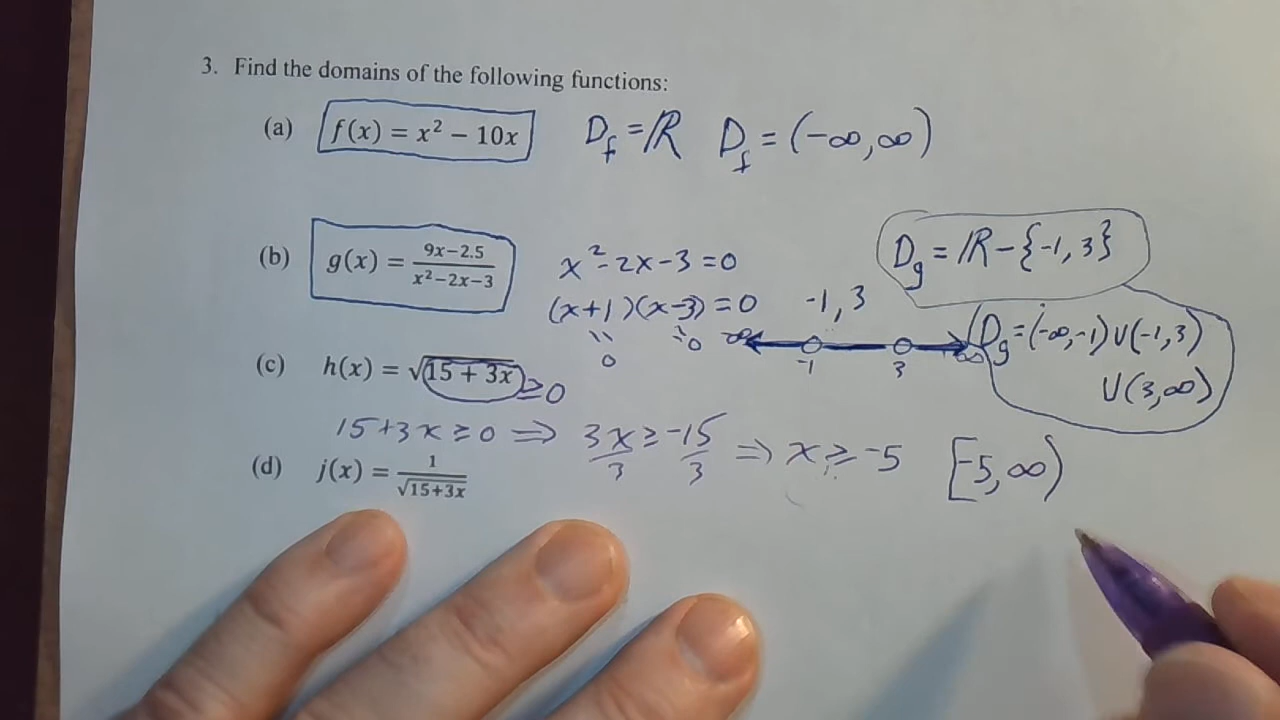 3. Find the domains of the following functions:
(a) f(x) = x² − 10x D_f = ℝ D_f = (-∞,∞)
(b) g(x) = (9x−2.5)/(x²−2x−3) x²-2x-3=0 D_g = ℝ-{-1,3}
(x+1)(x-3)=0 -1,3
0 0 -∞ -1 3 +∞ D_g = (-∞,-1)∪(-1,3)
∪(3,∞)
(c) h(x) = √(15 + 3x) ≥0
15+3x≥0 ⇒ 3x/3 ≥ -15/3 ⇒ x ≥ -5 [-5,∞)
(d) j(x) = 1/√(15+3x)